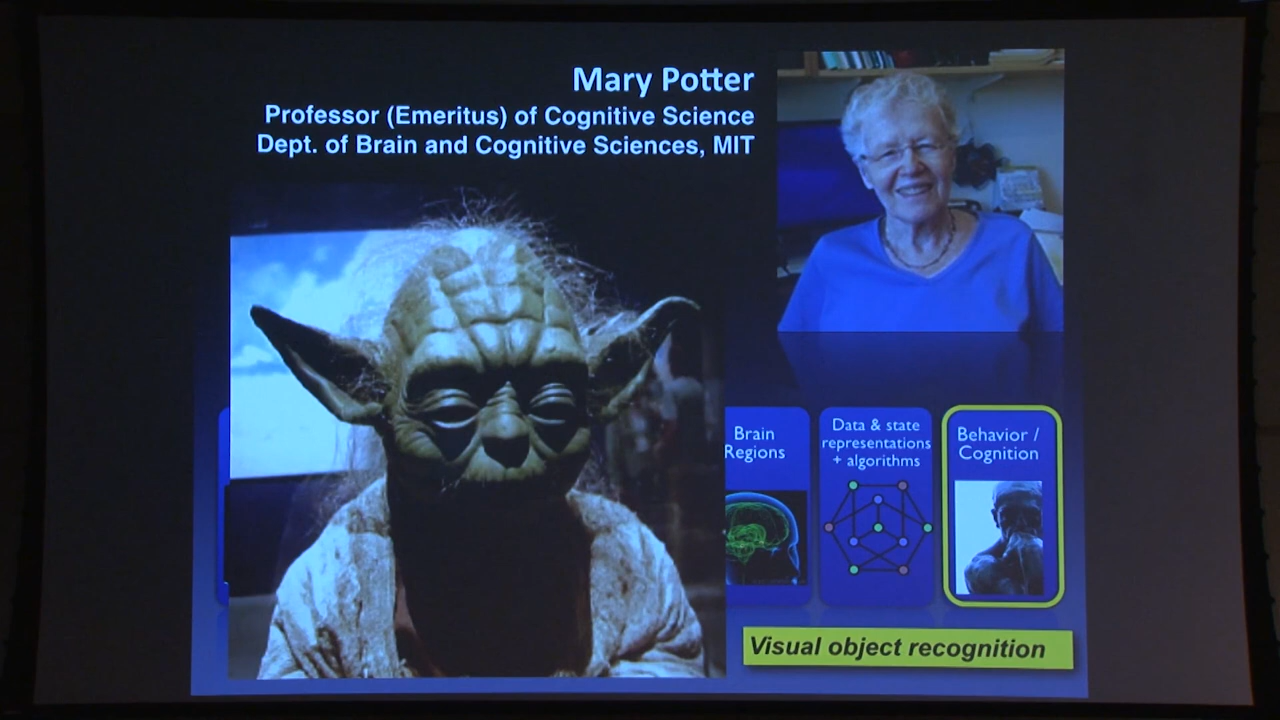 Mary Potter
Professor (Emeritus) of Cognitive Science
Dept. of Brain and Cognitive Sciences, MIT
Brain
Regions
Data & state
representations
+ algorithms
Behavior /
Cognition
Visual object recognition